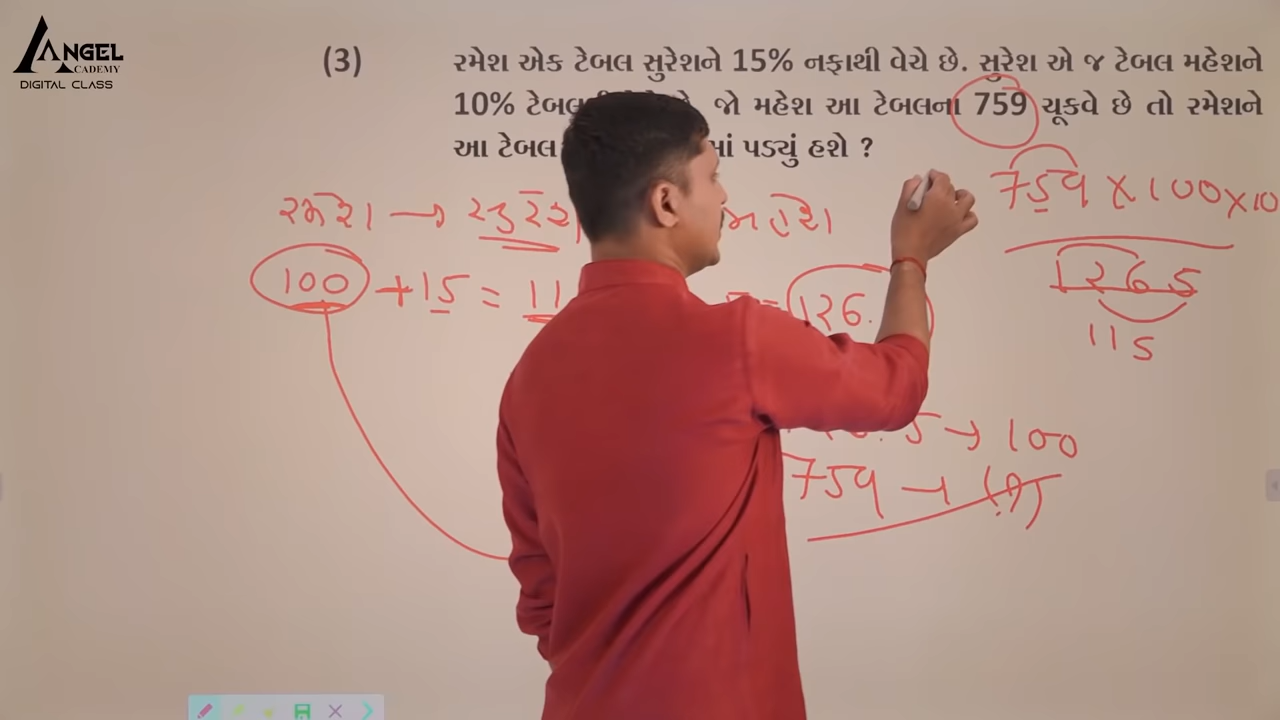 ANGEL
ACADEMY
DIGITAL CLASS
(3) રમેશ એક ટેબલ સુરેશને 15% નફાથી વેચે છે. સુરેશ એ જ ટેબલ મહેશને
10% ટેબલ જો મહેશ આ ટેબલના 759 ચૂકવે છે તો રમેશને
આ ટેબલ માં પડ્યું હશે ?
759 × 100 × 10
રમેશ → સુરેશ મહેશ
1265
100 + 15 = 11 5 = 126.
115
.5 → 100
759 → (?)